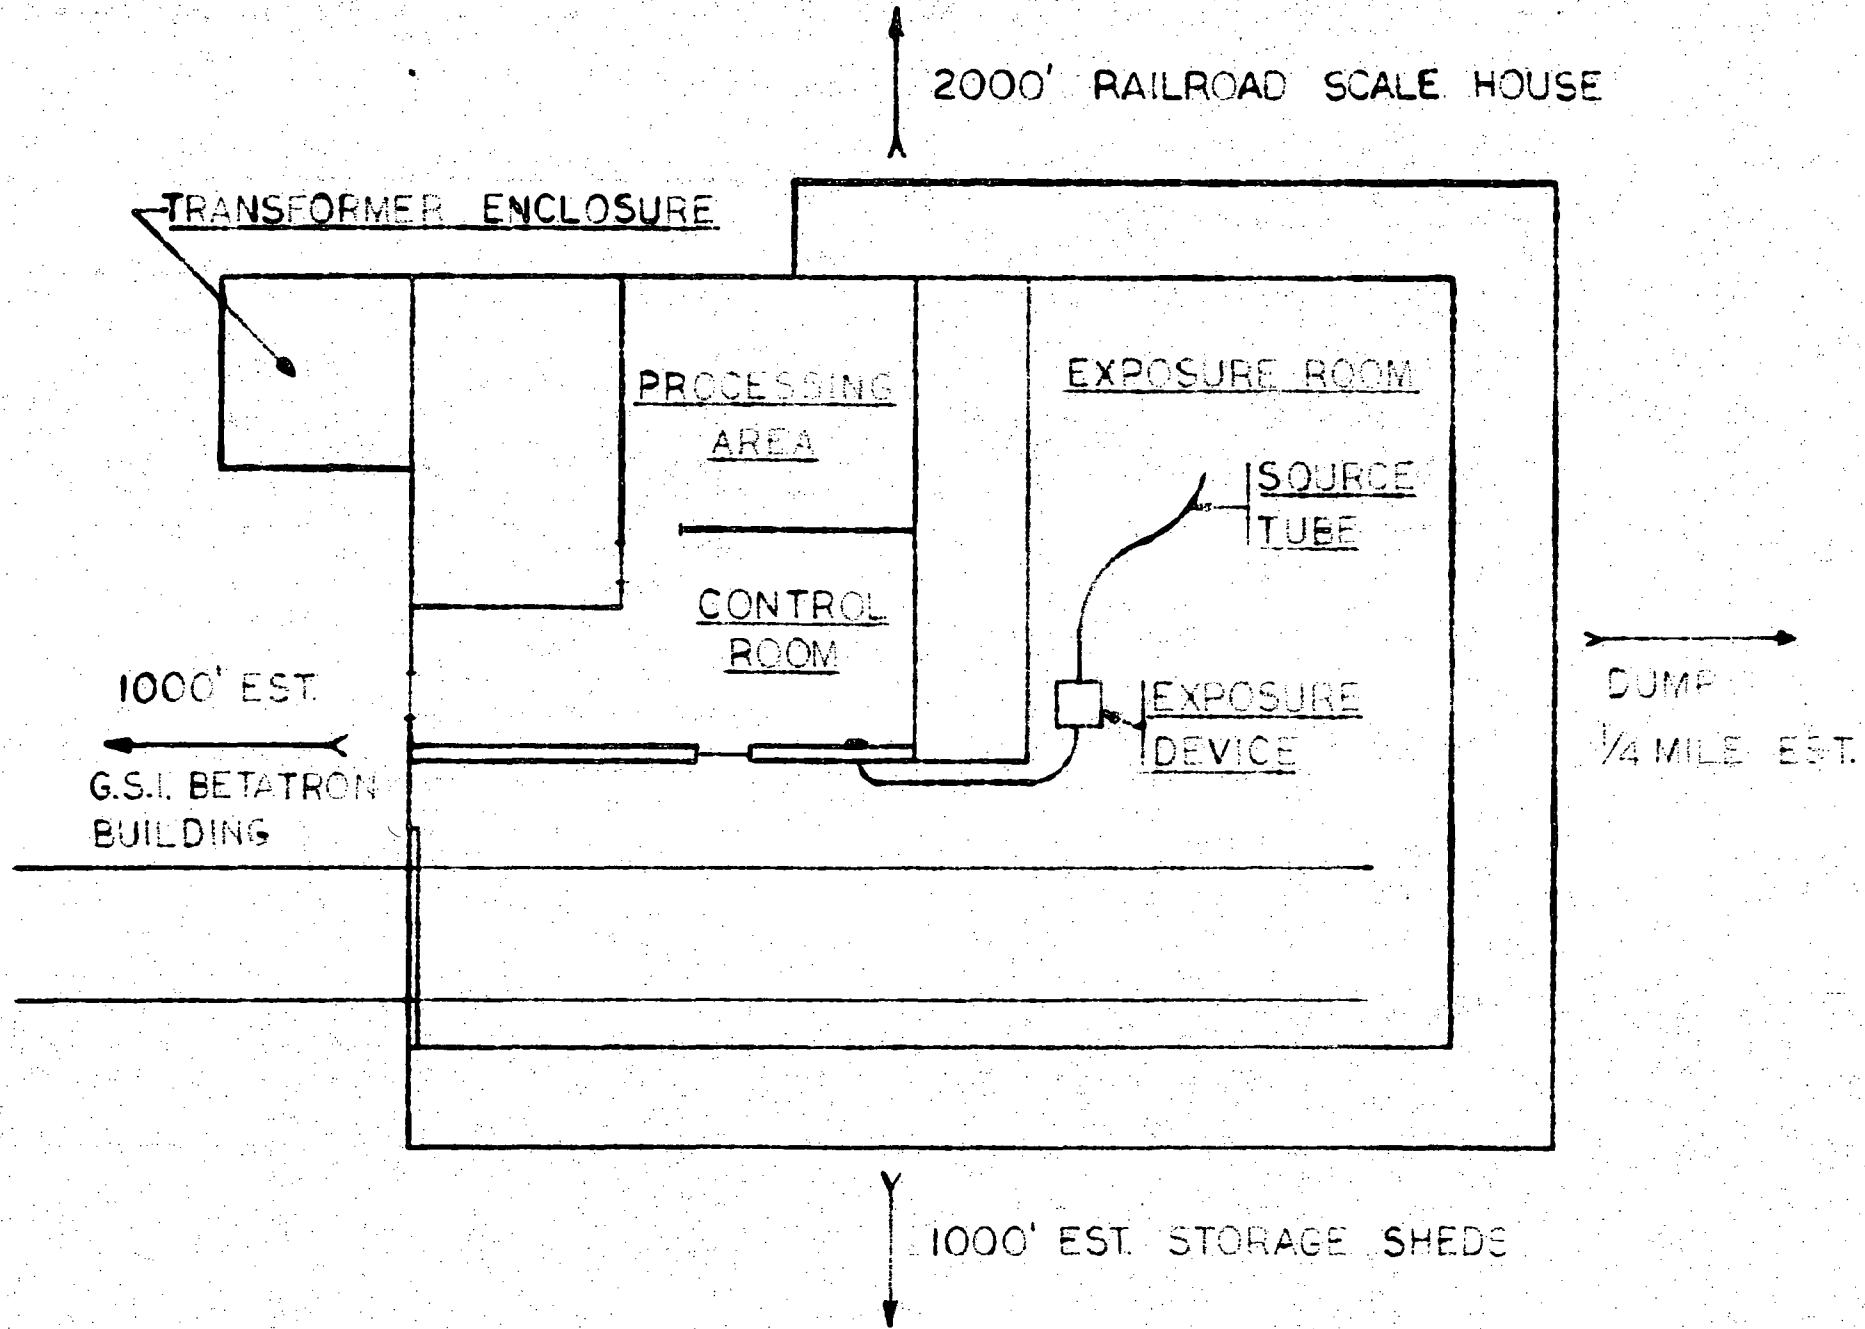 2000' RAILROAD SCALE HOUSE
TRANSFORMER ENCLOSURE
PROCESSING
AREA
EXPOSURE ROOM
SOURCE
TUBE
CONTROL
ROOM
1000' EST.
G.S.I. BETATRON
BUILDING
EXPOSURE
DEVICE
DUMP
1/4 MILE EST.
1000' EST. STORAGE SHEDS